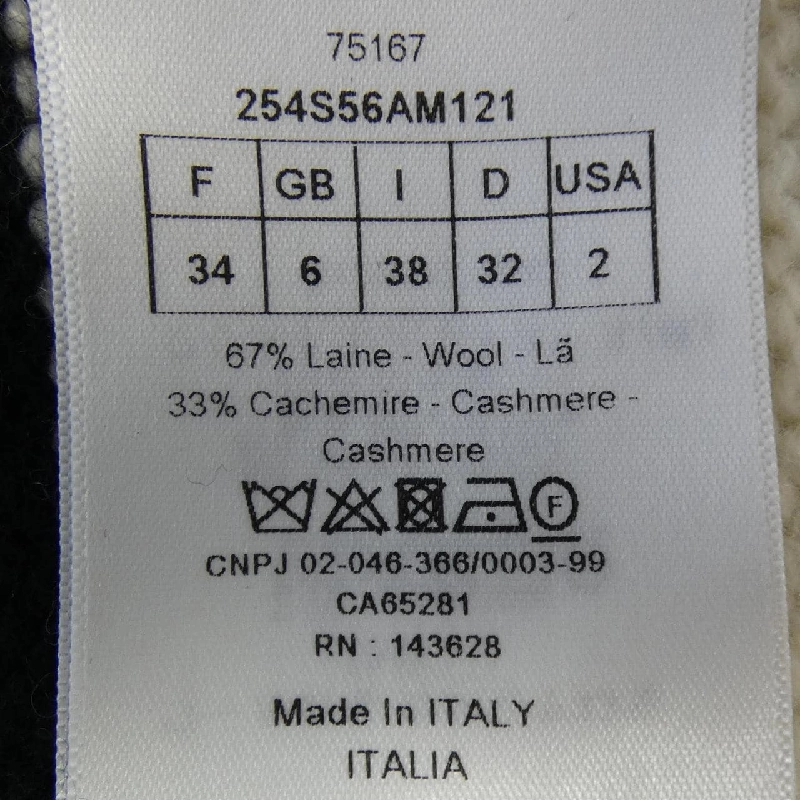 75167
254S56AM121
F GB I D USA
34 6 38 32 2
67% Laine - Wool - Lã
33% Cachemire - Cashmere -
Cashmere
F
CNPJ 02-046-366/0003-99
CA65281
RN : 143628
Made In ITALY
ITALIA